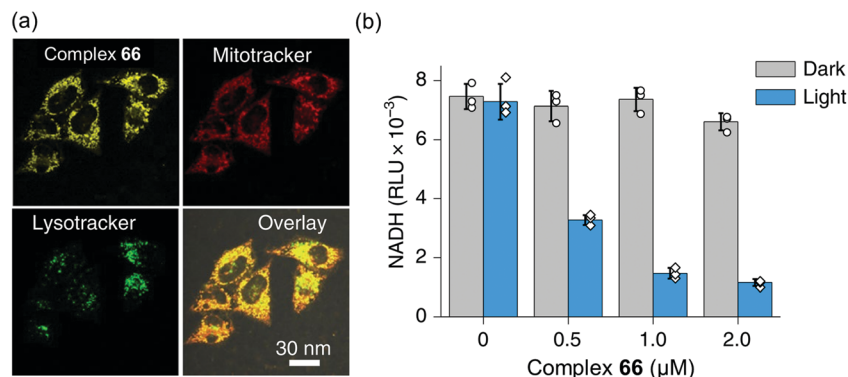 (a)
Complex 66
Mitotracker
Lysotracker
Overlay
30 nm
(b)
Dark
Light
NADH (RLU × 10⁻³)
8
6
4
2
0
0 0.5 1.0 2.0
Complex 66 (μM)